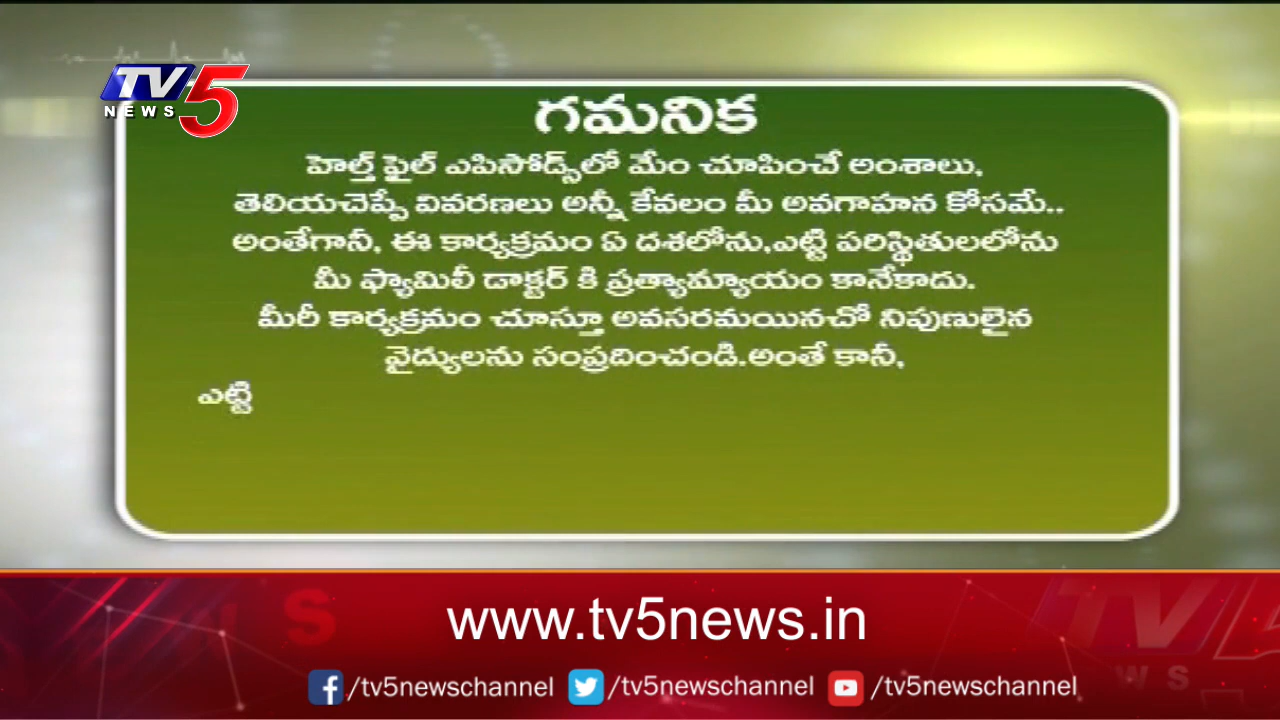 TV5
NEWS
గమనిక
హెల్త్ ఫైల్ ఎపిసోడ్స్‌లో మేం చూపించే అంశాలు,
తెలియచెప్పే వివరణలు అన్నీ కేవలం మీ అవగాహన కోసమే..
అంతేగానీ, ఈ కార్యక్రమం ఏ దశలోను,ఎట్టి పరిస్థితులలోను
మీ ఫ్యామిలీ డాక్టర్ కి ప్రత్యామ్యాయం కానేకాదు.
మీరీ కార్యక్రమం చూస్తూ అవసరమయినచో నిపుణులైన
వైద్యులను సంప్రదించండి.అంతే కానీ,
ఎట్టి
www.tv5news.in
/tv5newschannel /tv5newschannel /tv5newschannel